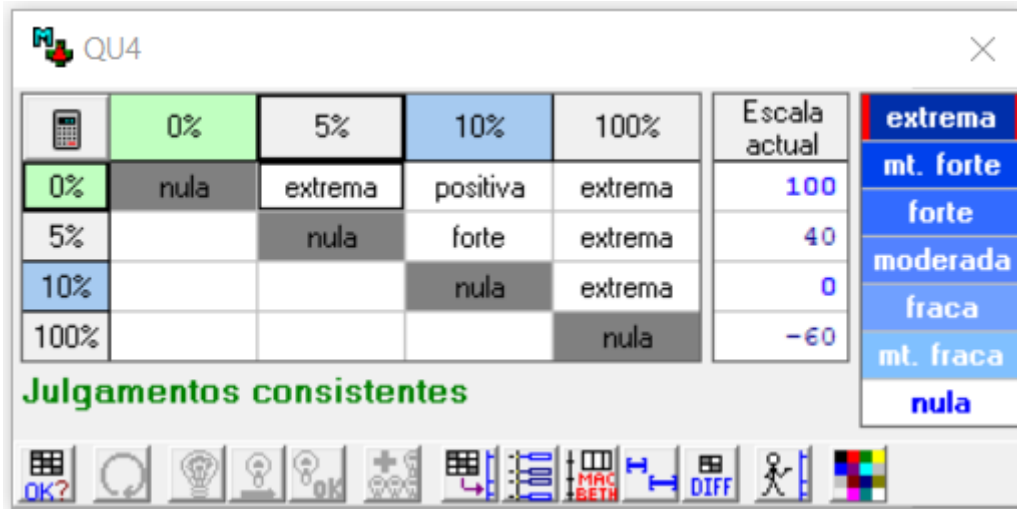 QU4
0% 5% 10% 100% Escala actual extrema
0% nula extrema positiva extrema 100 mt. forte
5% nula forte extrema 40 forte
moderada
10% nula extrema 0 fraca
100% nula -60 mt. fraca
Julgamentos consistentes nula
OK? OK MAC BETH DIFF